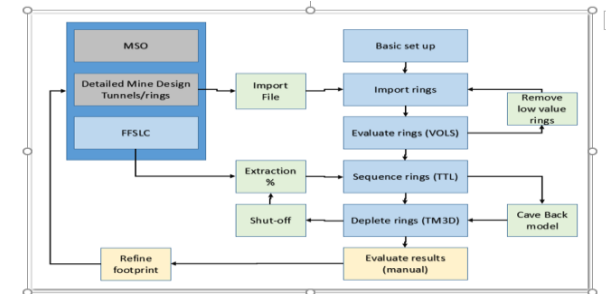 MSO
Basic set up
Detailed Mine Design
Tunnels/rings
Import
File
Import rings
Remove
low value
rings
FFSLC
Evaluate rings (VOLS)
Extraction
%
Sequence rings (TTL)
Shut-off
Deplete rings (TM3D)
Cave Back
model
Refine
footprint
Evaluate results
(manual)